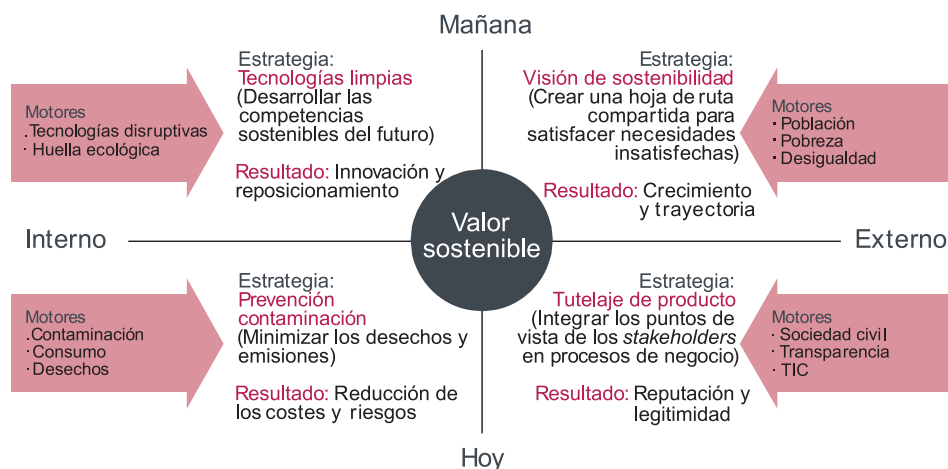 Mañana
Motores
.Tecnologías disruptivas
· Huella ecológica
Estrategia:
Tecnologías limpias
(Desarrollar las
competencias
sostenibles del futuro)
Resultado: Innovación y
reposicionamiento
Estrategia:
Visión de sostenibilidad
(Crear una hoja de ruta
compartida para
satisfacer necesidades
insatisfechas)
Resultado: Crecimiento
y trayectoria
Motores
· Población
· Pobreza
· Desigualdad
Interno
Valor
sostenible
Externo
Motores
.Contaminación
· Consumo
· Desechos
Estrategia:
Prevención
contaminación
(Minimizar los desechos y
emisiones)
Resultado: Reducción de
los costes y riesgos
Estrategia:
Tutelaje de producto
(Integrar los puntos de
vista de los stakeholders
en procesos de negocio)
Resultado: Reputación y
legitimidad
Motores
· Sociedad civil
· Transparencia
· TIC
Hoy